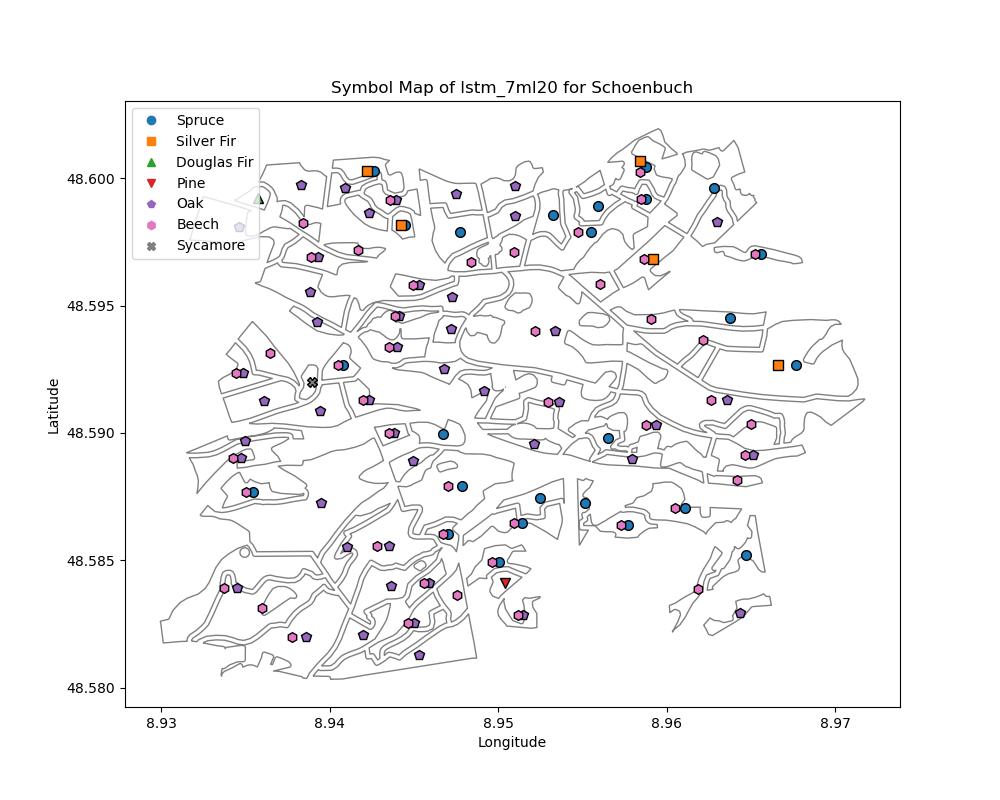 Symbol Map of lstm_7ml20 for Schoenbuch
Spruce
Silver Fir
Douglas Fir
Pine
Oak
Beech
Sycamore
48.600
48.595
48.590
48.585
48.580
Latitude
8.93 8.94 8.95 8.96 8.97
Longitude